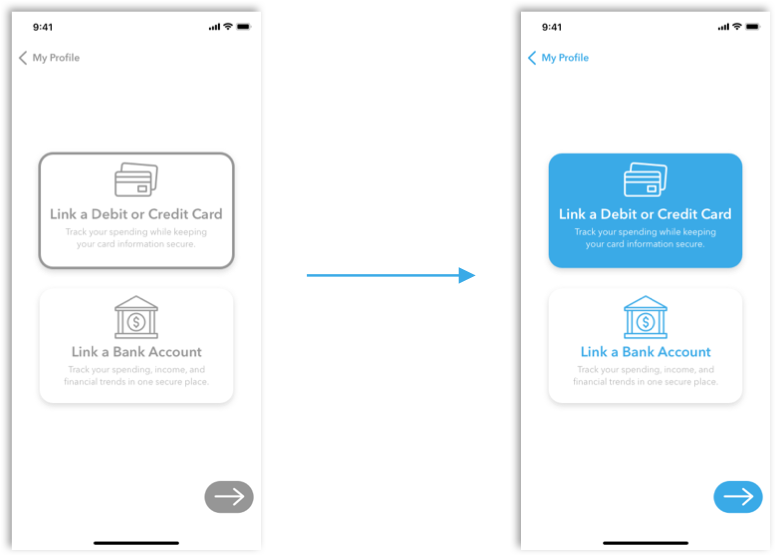 9:41
My Profile
Link a Debit or Credit Card
Track your spending while keeping
your card information secure.
$
Link a Bank Account
Track your spending, income, and
financial trends in one secure place.
9:41
My Profile
Link a Debit or Credit Card
Track your spending while keeping
your card information secure.
$
Link a Bank Account
Track your spending, income, and
financial trends in one secure place.